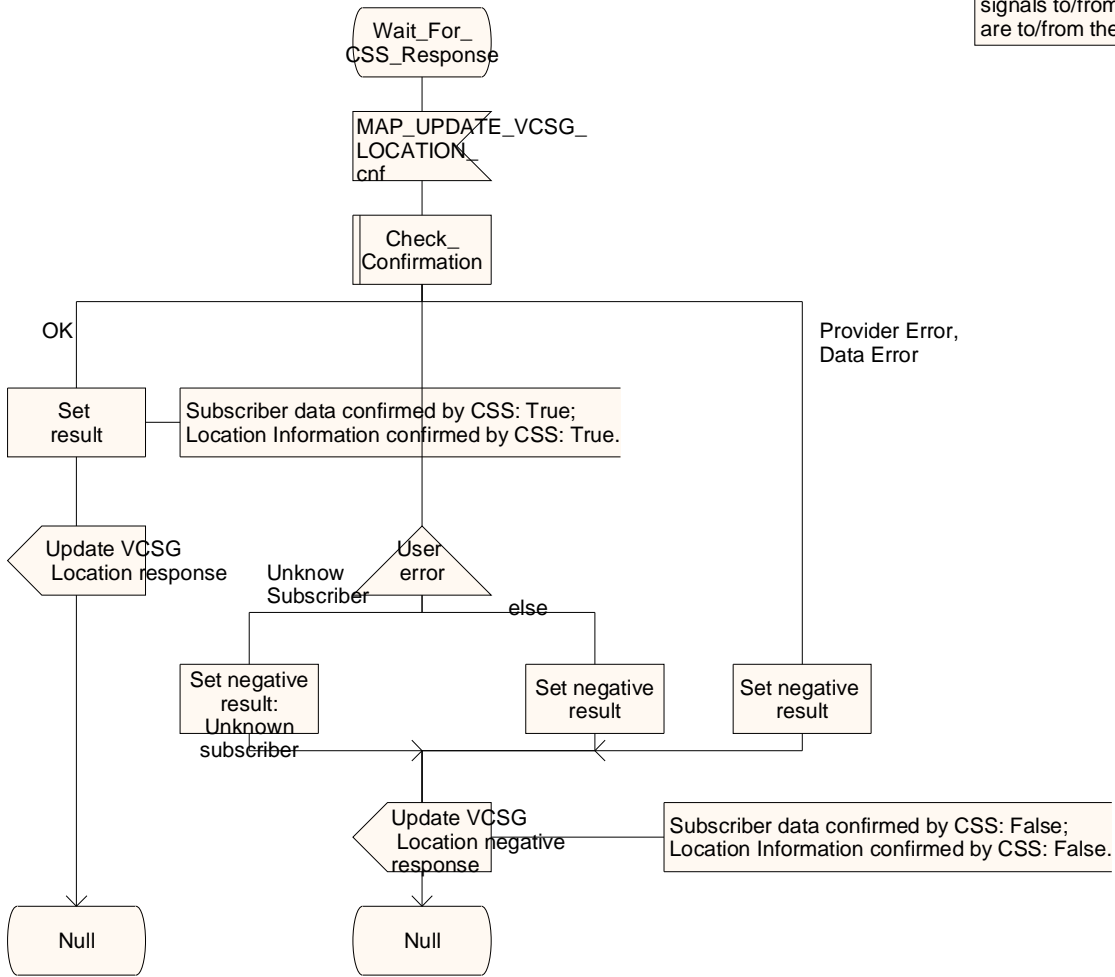 signals to/from
are to/from the
Wait_For_
CSS_Response
MAP_UPDATE_VCSG_
LOCATION_
cnf
Check_
Confirmation
OK
Provider Error,
Data Error
Set
result
Subscriber data confirmed by CSS: True;
Location Information confirmed by CSS: True.
Update VCSG
Location response
User
error
Unknow
Subscriber
else
Set negative
result:
Unknown
subscriber
Set negative
result
Set negative
result
Update VCSG
Location negative
response
Subscriber data confirmed by CSS: False;
Location Information confirmed by CSS: False.
Null
Null